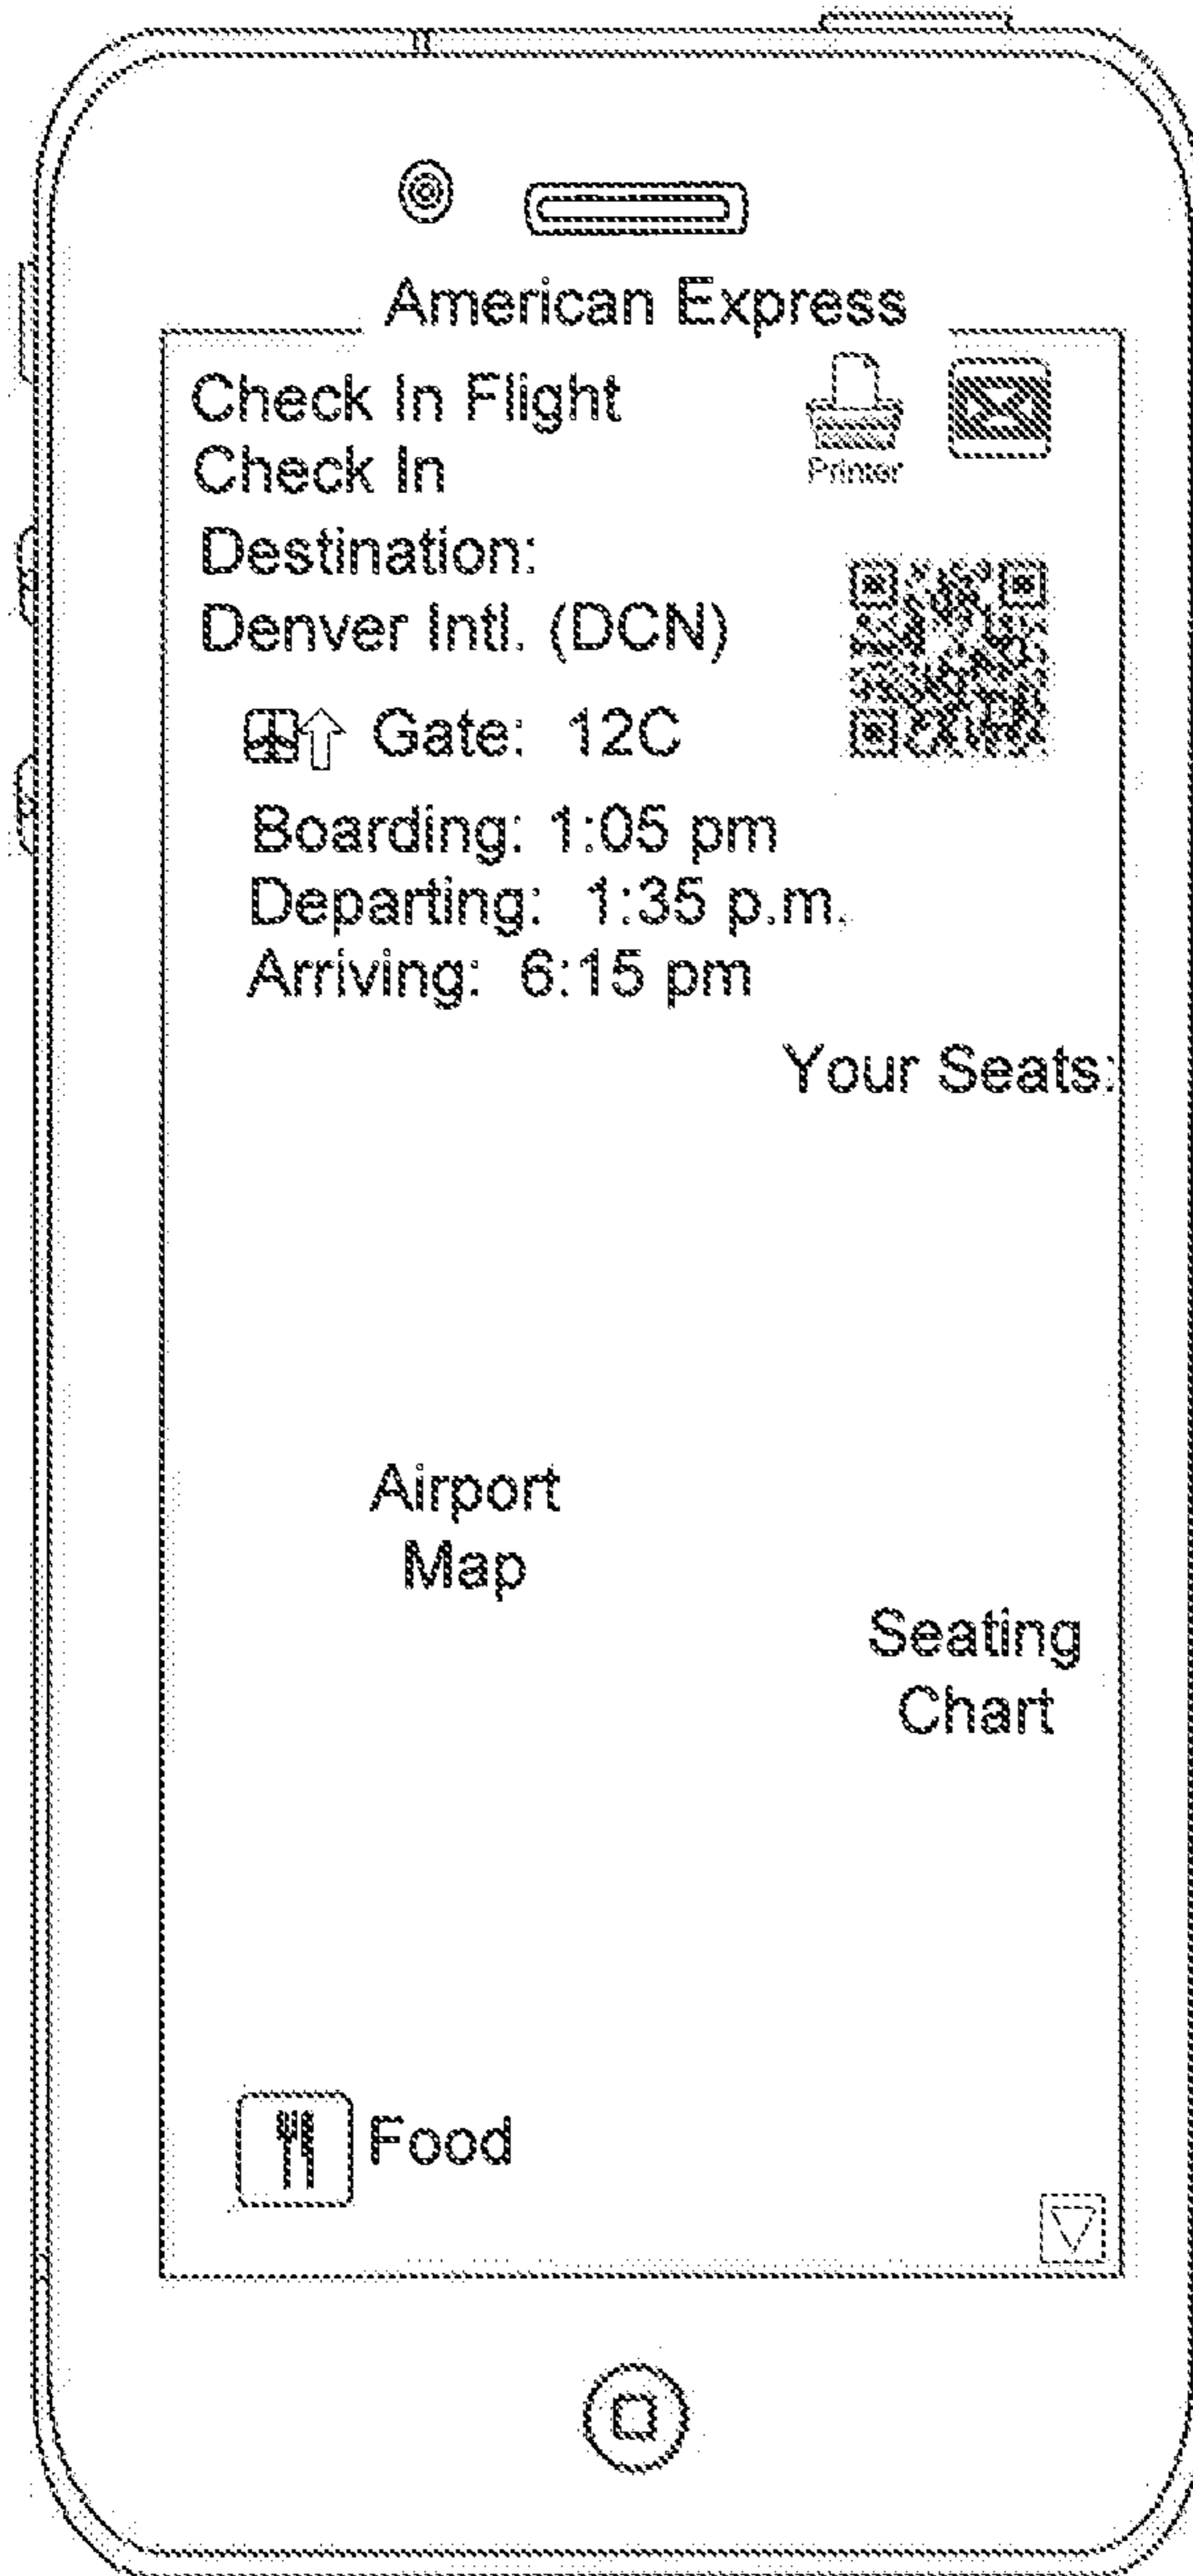 American Express
Check In Flight
Check In
Printer
Destination:
Denver Intl. (DCN)
Gate: 12C
Boarding: 1:05 pm
Departing: 1:35 p.m.
Arriving: 6:15 pm
Your Seats:
Airport
Map
Seating
Chart
Food